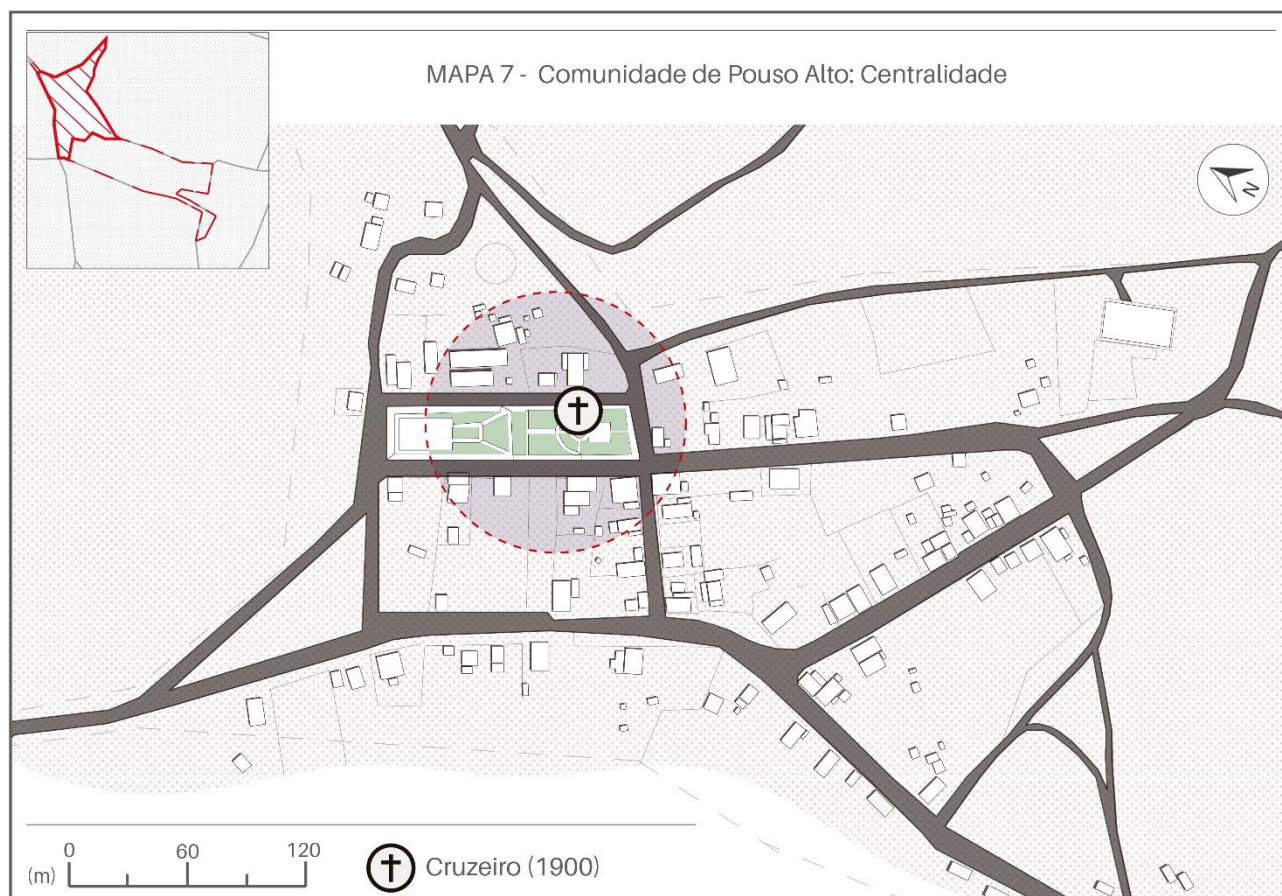 MAPA 7 - Comunidade de Pouso Alto: Centralidade
N
0 60 120
(m)
Cruzeiro (1900)